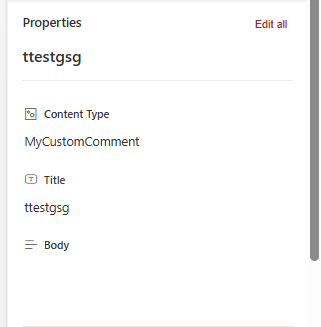 Properties
Edit all
ttestgsg
Content Type
MyCustomComment
Title
ttestgsg
Body